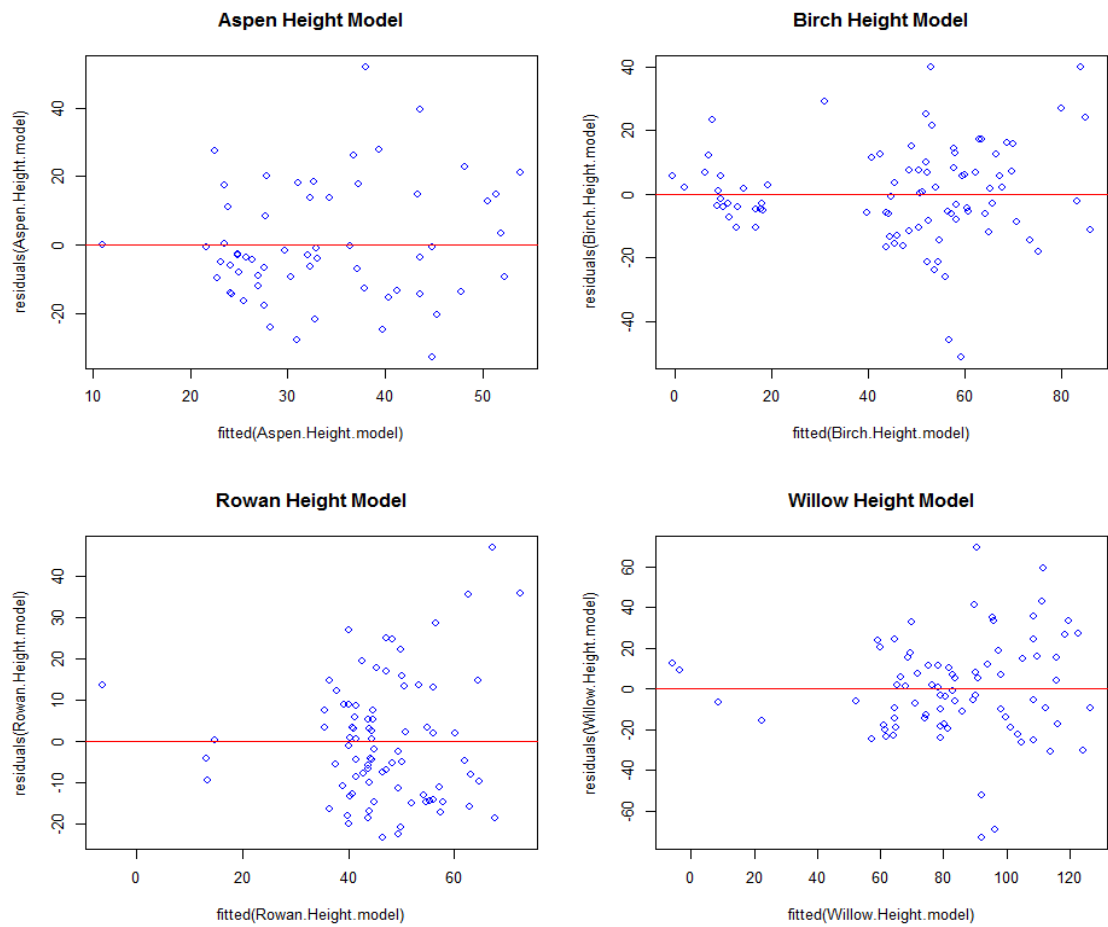 Aspen Height Model
residuals(Aspen.Height.model)
40
20
0
-20
10 20 30 40 50
fitted(Aspen.Height.model)
Birch Height Model
residuals(Birch.Height.model)
40
20
0
-20
-40
0 20 40 60 80
fitted(Birch.Height.model)
Rowan Height Model
residuals(Rowan.Height.model)
40
30
20
10
0
-10
-20
0 20 40 60
fitted(Rowan.Height.model)
Willow Height Model
residuals(Willow.Height.model)
60
40
20
0
-20
-60
0 20 40 60 80 100 120
fitted(Willow.Height.model)